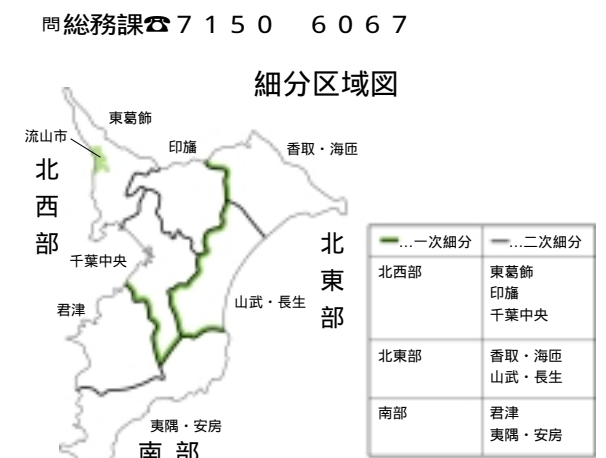 問総務課☎７１５０　６０６７
細分区域図
東葛飾
流山市
印旛
香取・海匝
北西部
千葉中央
北東部
山武・長生
君津
夷隅・安房
南部
…一次細分 …二次細分
北西部 東葛飾
印旛
千葉中央
北東部 香取・海匝
山武・長生
南部 君津
夷隅・安房